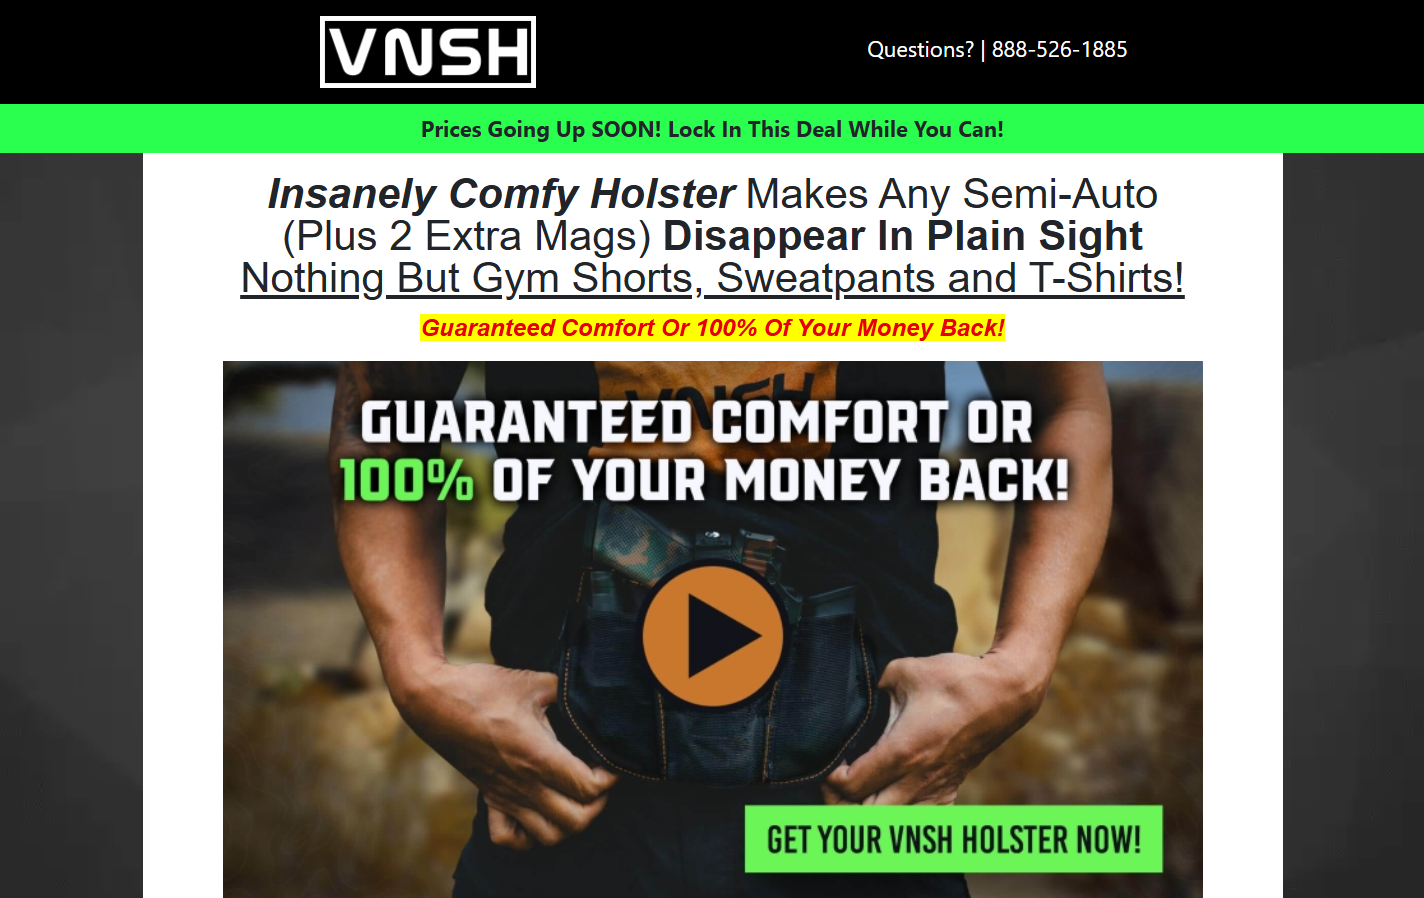 VNSH
Questions? | 888-526-1885
Prices Going Up SOON! Lock In This Deal While You Can!
Insanely Comfy Holster Makes Any Semi-Auto
(Plus 2 Extra Mags) Disappear In Plain Sight
Nothing But Gym Shorts, Sweatpants and T-Shirts!
Guaranteed Comfort Or 100% Of Your Money Back!
VNSH
GUARANTEED COMFORT OR
100% OF YOUR MONEY BACK!
GET YOUR VNSH HOLSTER NOW!